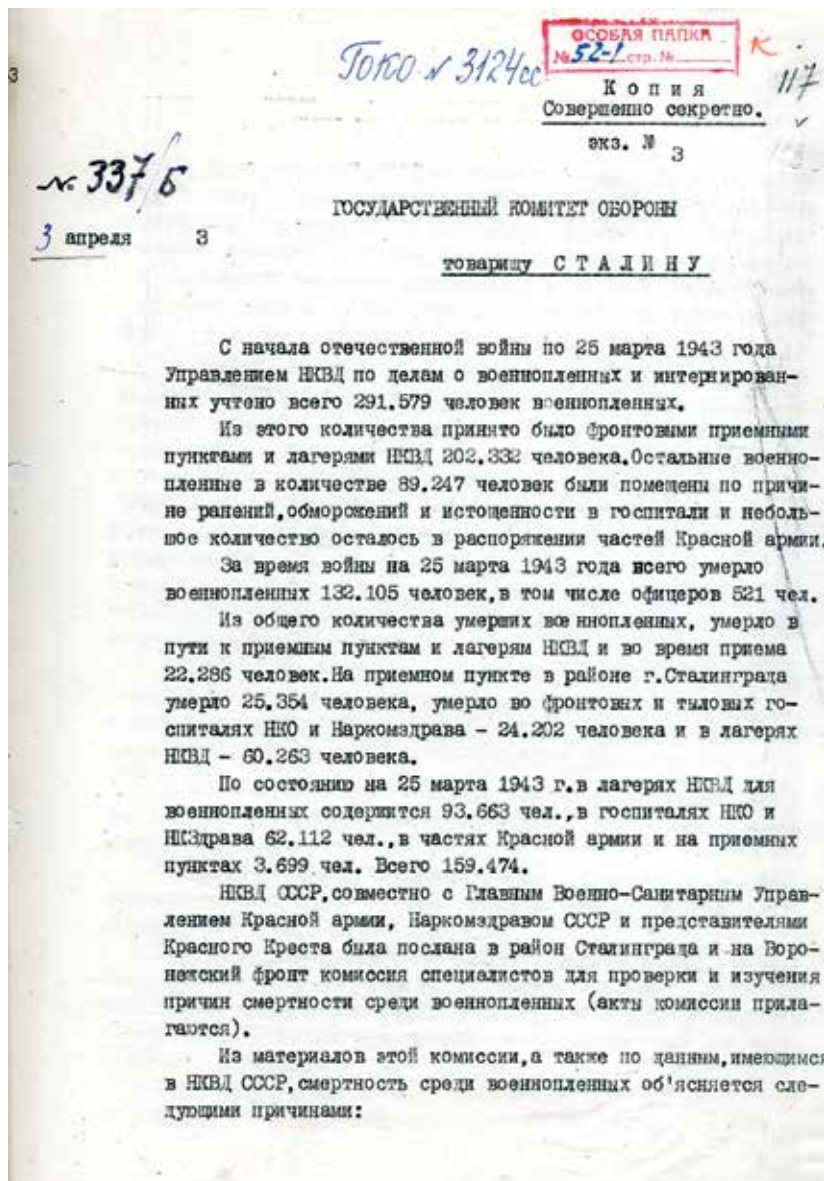 ОСОБАЯ ПАПКА
№ 52-1 стр. №
К
ГОКО № 3124сс
117
3
Копия
Совершенно секретно.
экз. № 3
№ 337/Б
3 апреля 3
ГОСУДАРСТВЕННЫЙ КОМИТЕТ ОБОРОНЫ
товарищу СТАЛИНУ
С начала отечественной войны по 25 марта 1943 года
Управлением НКВД по делам о военнопленных и интернирован-
ных учтено всего 291.579 человек военнопленных.
Из этого количества принято было фронтовыми приемными
пунктами и лагерями НКВД 202.332 человека.Остальные военно-
пленные в количестве 89.247 человек были помещены по причи-
не ранений,обморожений и истощенности в госпитали и неболь-
шое количество осталось в распоряжении частей Красной армии.
За время войны на 25 марта 1943 года всего умерло
военнопленных 132.105 человек,в том числе офицеров 521 чел.
Из общего количества умерших военнопленных, умерло в
пути к приемным пунктам и лагерям НКВД и во время приема
22.286 человек.На приемном пункте в районе г.Сталинграда
умерло 25.354 человека, умерло во фронтовых и тыловых го-
спиталях НКО и Наркомздрава - 24.202 человека и в лагерях
НКВД - 60.263 человека.
По состоянию на 25 марта 1943 г.в лагерях НКВД для
военнопленных содержится 93.663 чел.,в госпиталях НКО и
НКЗдрава 62.112 чел.,в частях Красной армии и на приемных
пунктах 3.699 чел. Всего 159.474.
НКВД СССР,совместно с Главным Военно-Санитарным Управ-
лением Красной армии, Наркомздравом СССР и представителями
Красного Креста была послана в район Сталинграда и на Воро-
нежский фронт комиссия специалистов для проверки и изучения
причин смертности среди военнопленных (акты комиссии прила-
гаются).
Из материалов этой комиссии,а также по данным,имеющимся
в НКВД СССР,смертность среди военнопленных об'ясняется сле-
дующими причинами: